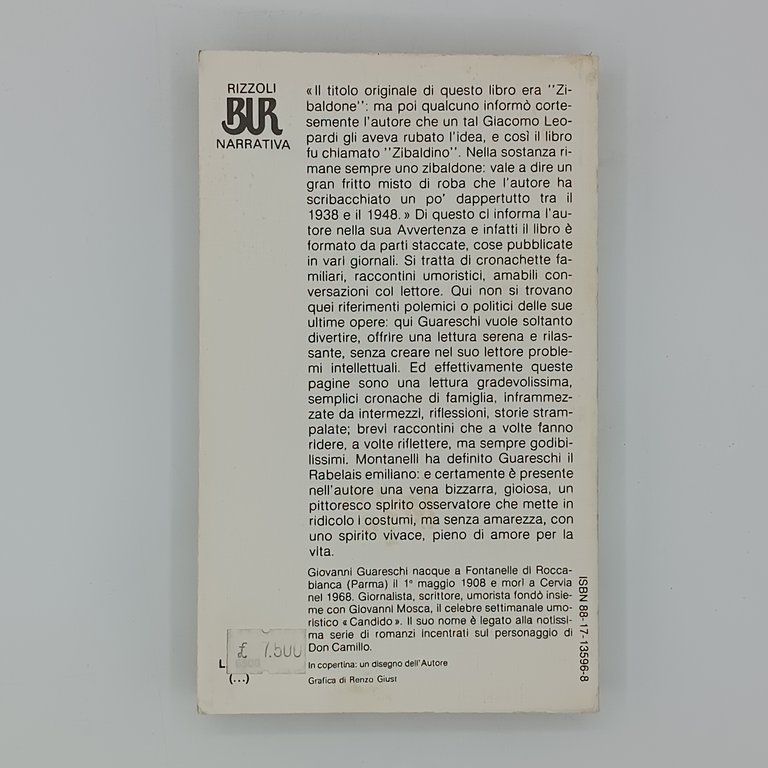 RIZZOLI
BUR
NARRATIVA
«Il titolo originale di questo libro era "Zi-
baldone": ma poi qualcuno informò corte-
semente l'autore che un tal Giacomo Leo-
pardi gli aveva rubato l'idea, e così il libro
fu chiamato "Zibaldino". Nella sostanza ri-
mane sempre uno zibaldone: vale a dire un
gran fritto misto di roba che l'autore ha
scribacchiato un po' dappertutto tra il
1938 e il 1948.» Di questo ci informa l'au-
tore nella sua Avvertenza e infatti il libro è
formato da parti staccate, cose pubblicate
in vari giornali. Si tratta di cronachette fa-
miliari, raccontini umoristici, amabili con-
versazioni col lettore. Qui non si trovano
quei riferimenti polemici o politici delle sue
ultime opere: qui Guareschi vuole soltanto
divertire, offrire una lettura serena e rilas-
sante, senza creare nel suo lettore proble-
mi intellettuali. Ed effettivamente queste
pagine sono una lettura gradevolissima,
semplici cronache di famiglia, inframmez-
zate da intermezzi, riflessioni, storie stram-
palate; brevi raccontini che a volte fanno
ridere, a volte riflettere, ma sempre godibi-
lissimi. Montanelli ha definito Guareschi il
Rabelais emiliano: e certamente è presente
nell'autore una vena bizzarra, gioiosa, un
pittoresco spirito osservatore che mette in
ridicolo i costumi, ma senza amarezza, con
uno spirito vivace, pieno di amore per la
vita.
Giovanni Guareschi nacque a Fontanelle di Rocca-
bianca (Parma) il 1° maggio 1908 e morì a Cervia
nel 1968. Giornalista, scrittore, umorista fondò insie-
me con Giovanni Mosca, il celebre settimanale umo-
ristico «Candido». Il suo nome è legato alla notissi-
ma serie di romanzi incentrati sul personaggio di
Don Camillo.
In copertina: un disegno dell'Autore
Grafica di Renzo Giust
ISBN 88-17-13596-8
£ 7.500
L
(...)